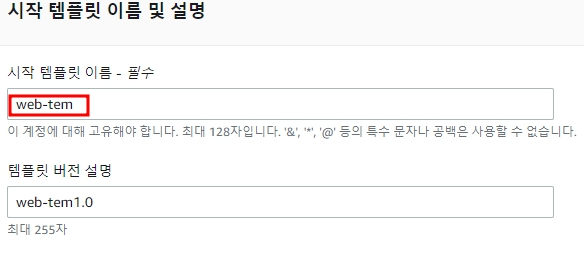 시작 템플릿 이름 및 설명
시작 템플릿 이름 - 필수
web-tem
이 계정에 대해 고유해야 합니다. 최대 128자입니다. '&', '*', '@' 등의 특수 문자나 공백은 사용할 수 없습니다.
템플릿 버전 설명
web-tem1.0
최대 255자